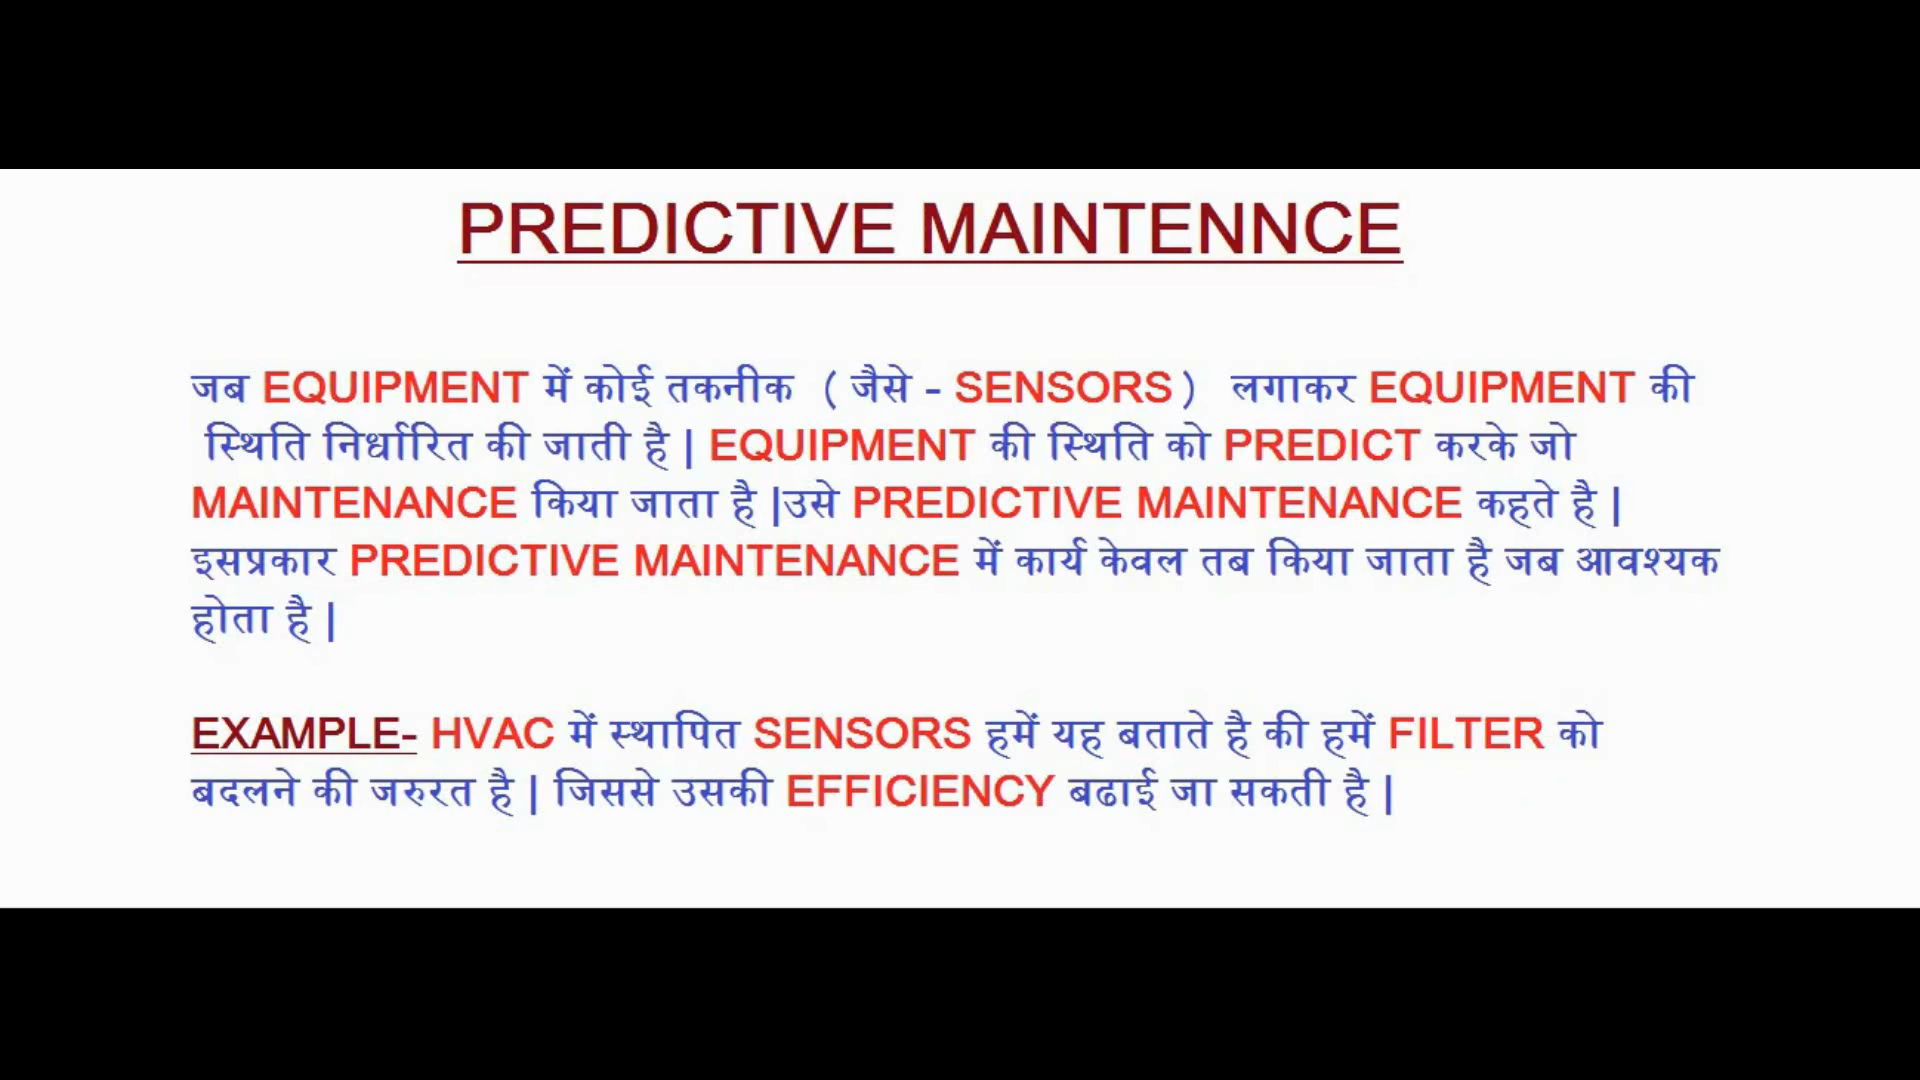 PREDICTIVE MAINTENNCE
जब EQUIPMENT में कोई तकनीक ( जैसे - SENSORS) लगाकर EQUIPMENT की
स्थिति निर्धारित की जाती है | EQUIPMENT की स्थिति को PREDICT करके जो
MAINTENANCE किया जाता है |उसे PREDICTIVE MAINTENANCE कहते है |
इसप्रकार PREDICTIVE MAINTENANCE में कार्य केवल तब किया जाता है जब आवश्यक
होता है |
EXAMPLE- HVAC में स्थापित SENSORS हमें यह बताते है की हमें FILTER को
बदलने की जरुरत है | जिससे उसकी EFFICIENCY बढाई जा सकती है |